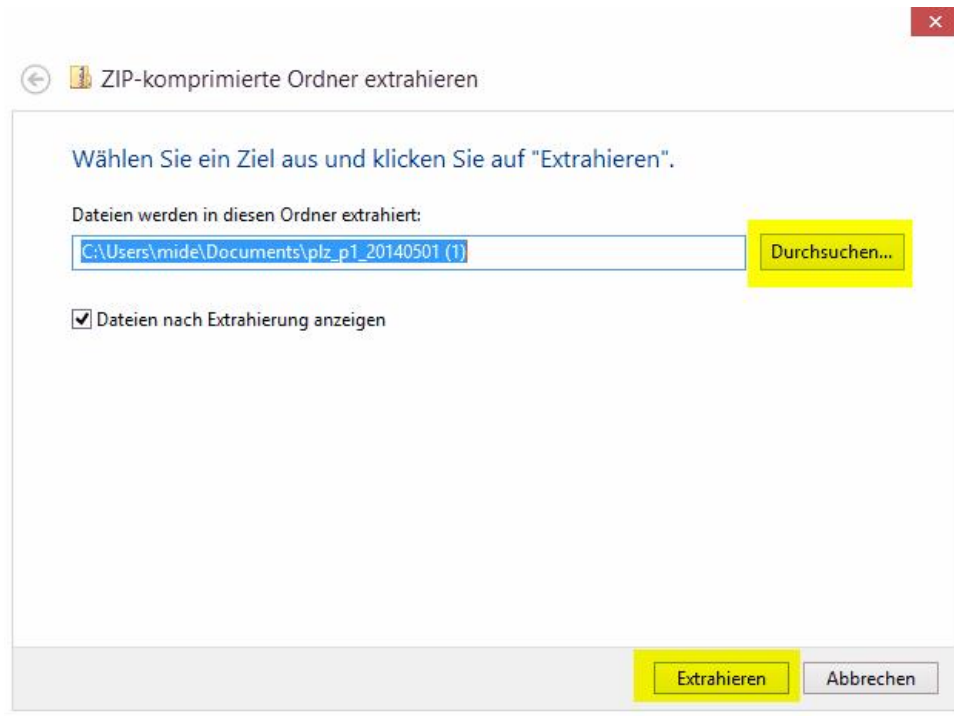 ZIP-komprimierte Ordner extrahieren
Wählen Sie ein Ziel aus und klicken Sie auf "Extrahieren".
Dateien werden in diesen Ordner extrahiert:
C:\Users\mide\Documents\plz_p1_20140501 (1)
Durchsuchen...
Dateien nach Extrahierung anzeigen
Extrahieren
Abbrechen